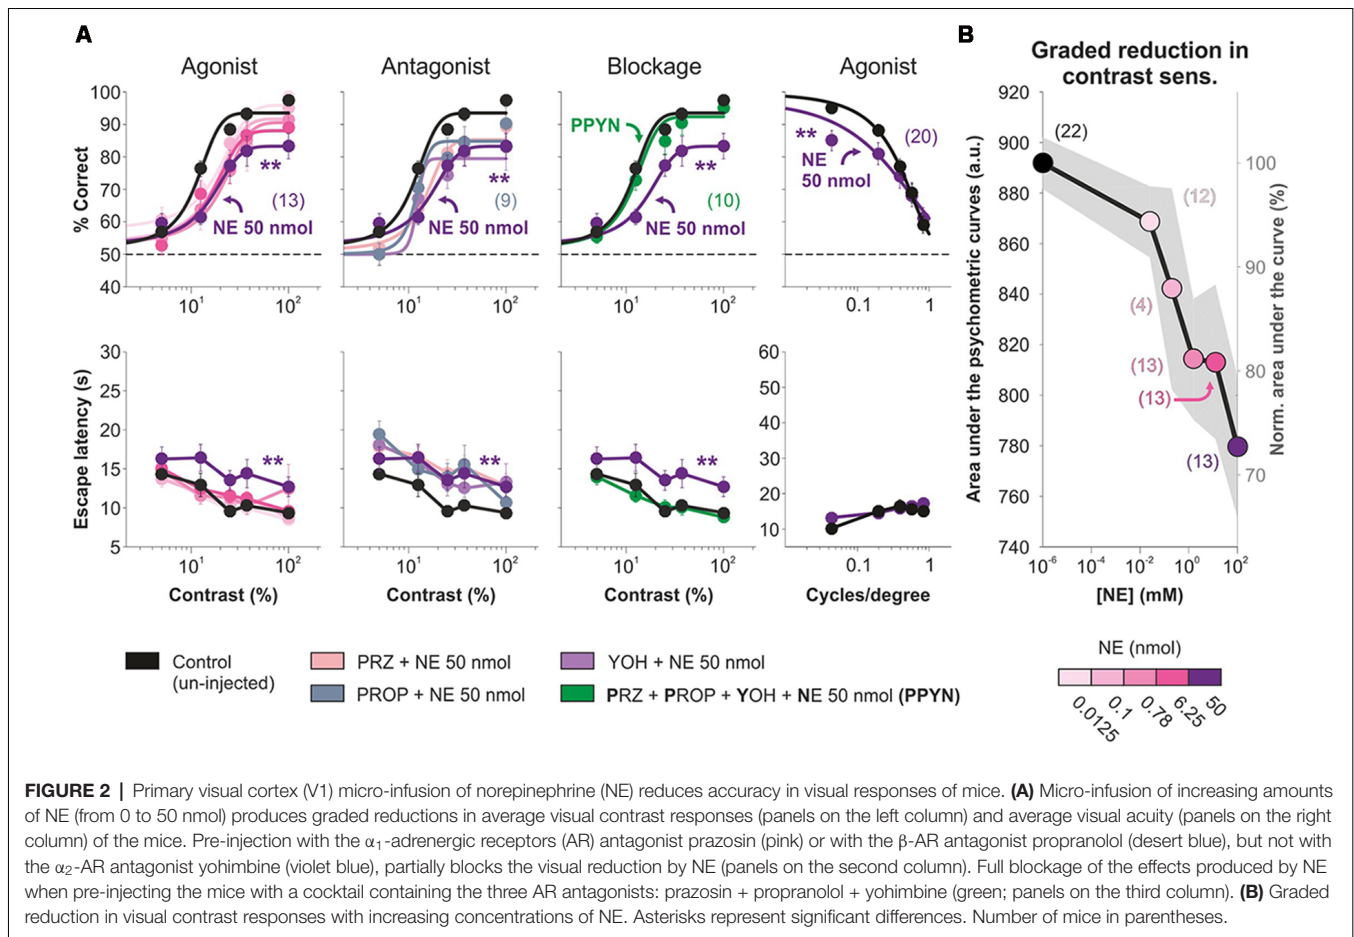 A
B
Agonist
Antagonist
Blockage
Agonist
Graded reduction in
contrast sens.
% Correct
100
90
80
70
60
50
40
**
(13)
NE 50 nmol
10¹
10²
**
(9)
NE 50 nmol
10¹
10²
PPYN
**
(10)
NE 50 nmol
10¹
10²
(20)
**
NE
50 nmol
0.1
1
Escape latency (s)
30
25
20
15
10
5
**
10¹
10²
Contrast (%)
**
10¹
10²
Contrast (%)
**
10¹
10²
Contrast (%)
60
50
40
30
20
10
0.1
1
Cycles/degree
Area under the psychometric curves (a.u.)
920
900
880
860
840
820
800
780
760
740
(22)
(12)
(4)
(13)
(13)
(13)
100
90
80
70
Norm. area under the curve (%)
10⁻⁶
10⁻⁴
10⁻²
10⁰
10²
[NE] (mM)
Control
(un-injected)
PRZ + NE 50 nmol
PROP + NE 50 nmol
YOH + NE 50 nmol
PRZ + PROP + YOH + NE 50 nmol (PPYN)
NE (nmol)
0.0125
0.1
0.78
6.25
50
FIGURE 2 | Primary visual cortex (V1) micro-infusion of norepinephrine (NE) reduces accuracy in visual responses of mice. (A) Micro-infusion of increasing amounts
of NE (from 0 to 50 nmol) produces graded reductions in average visual contrast responses (panels on the left column) and average visual acuity (panels on the right
column) of the mice. Pre-injection with the α₁-adrenergic receptors (AR) antagonist prazosin (pink) or with the β-AR antagonist propranolol (desert blue), but not with
the α₂-AR antagonist yohimbine (violet blue), partially blocks the visual reduction by NE (panels on the second column). Full blockage of the effects produced by NE
when pre-injecting the mice with a cocktail containing the three AR antagonists: prazosin + propranolol + yohimbine (green; panels on the third column). (B) Graded
reduction in visual contrast responses with increasing concentrations of NE. Asterisks represent significant differences. Number of mice in parentheses.